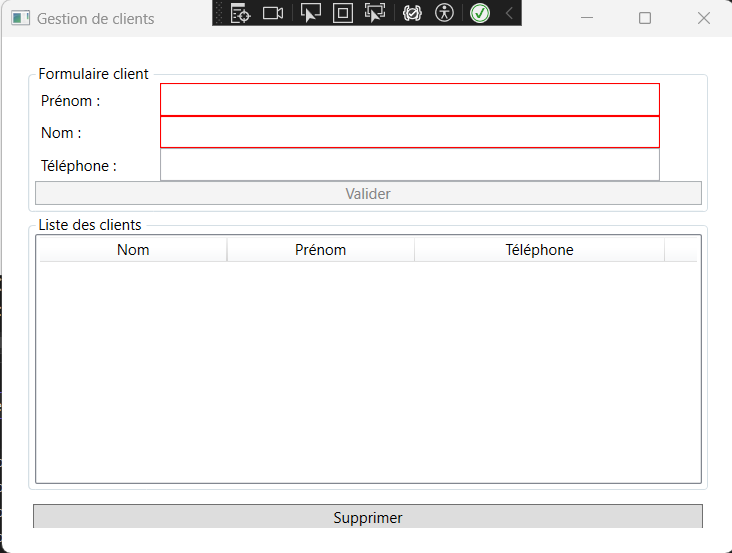 Gestion de clients
Formulaire client
Prénom :
Nom :
Téléphone :
Valider
Liste des clients
Nom Prénom Téléphone
Supprimer